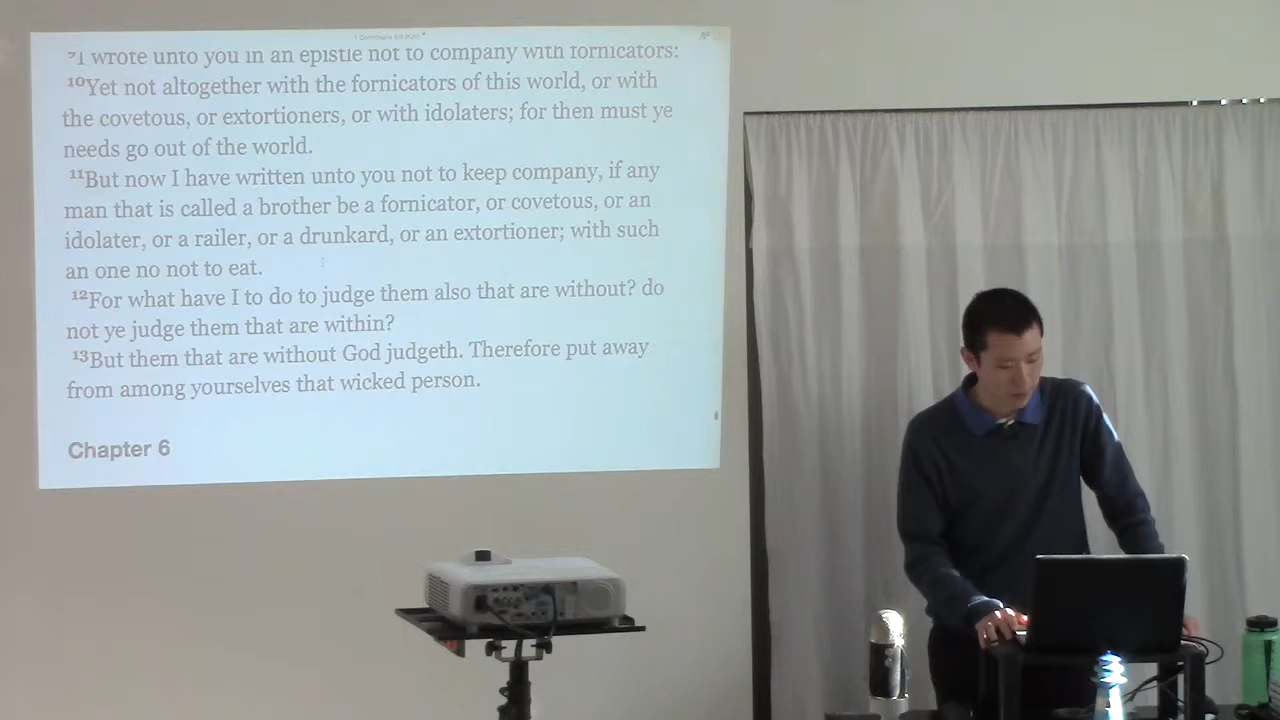 ⁹I wrote unto you in an epistle not to company with fornicators:
¹⁰Yet not altogether with the fornicators of this world, or with
the covetous, or extortioners, or with idolaters; for then must ye
needs go out of the world.
¹¹But now I have written unto you not to keep company, if any
man that is called a brother be a fornicator, or covetous, or an
idolater, or a railer, or a drunkard, or an extortioner; with such
an one no not to eat.
¹²For what have I to do to judge them also that are without? do
not ye judge them that are within?
¹³But them that are without God judgeth. Therefore put away
from among yourselves that wicked person.
Chapter 6